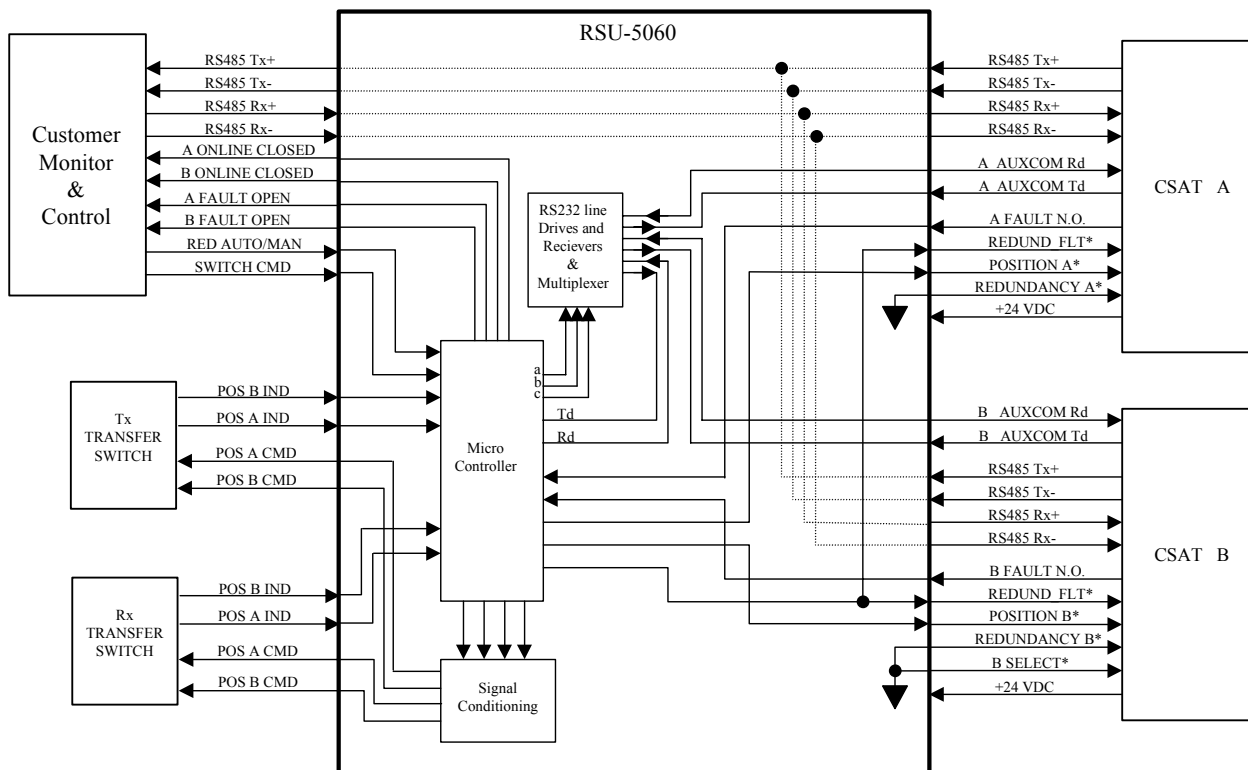 RSU-5060
Customer
Monitor
&
Control
RS485 Tx+
RS485 Tx-
RS485 Rx+
RS485 Rx-
A ONLINE CLOSED
B ONLINE CLOSED
A FAULT OPEN
B FAULT OPEN
RED AUTO/MAN
SWITCH CMD
RS232 line
Drives and
Recievers
&
Multiplexer
RS485 Tx+
RS485 Tx-
RS485 Rx+
RS485 Rx-
A AUXCOM Rd
A AUXCOM Td
A FAULT N.O.
REDUND_FLT*
POSITION A*
REDUNDANCY A*
+24 VDC
CSAT A
Tx
TRANSFER
SWITCH
POS B IND
POS A IND
POS A CMD
POS B CMD
a
b
c
Td
Rd
Micro
Controller
B AUXCOM Rd
B AUXCOM Td
RS485 Tx+
RS485 Tx-
RS485 Rx+
RS485 Rx-
B FAULT N.O.
REDUND_FLT*
POSITION B*
REDUNDANCY B*
B SELECT*
+24 VDC
CSAT B
Rx
TRANSFER
SWITCH
POS B IND
POS A IND
POS A CMD
POS B CMD
Signal
Conditioning